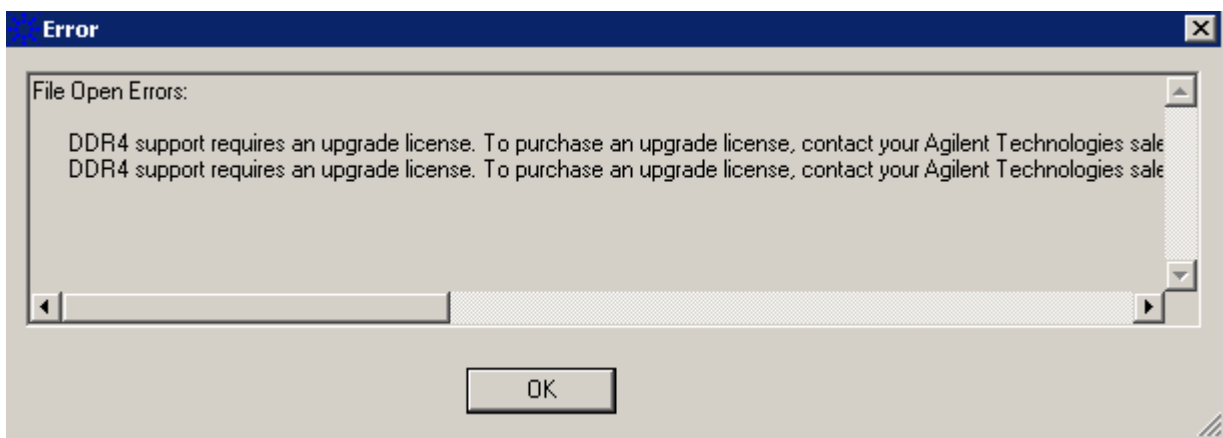 Error
File Open Errors:
DDR4 support requires an upgrade license. To purchase an upgrade license, contact your Agilent Technologies sale
DDR4 support requires an upgrade license. To purchase an upgrade license, contact your Agilent Technologies sale
OK